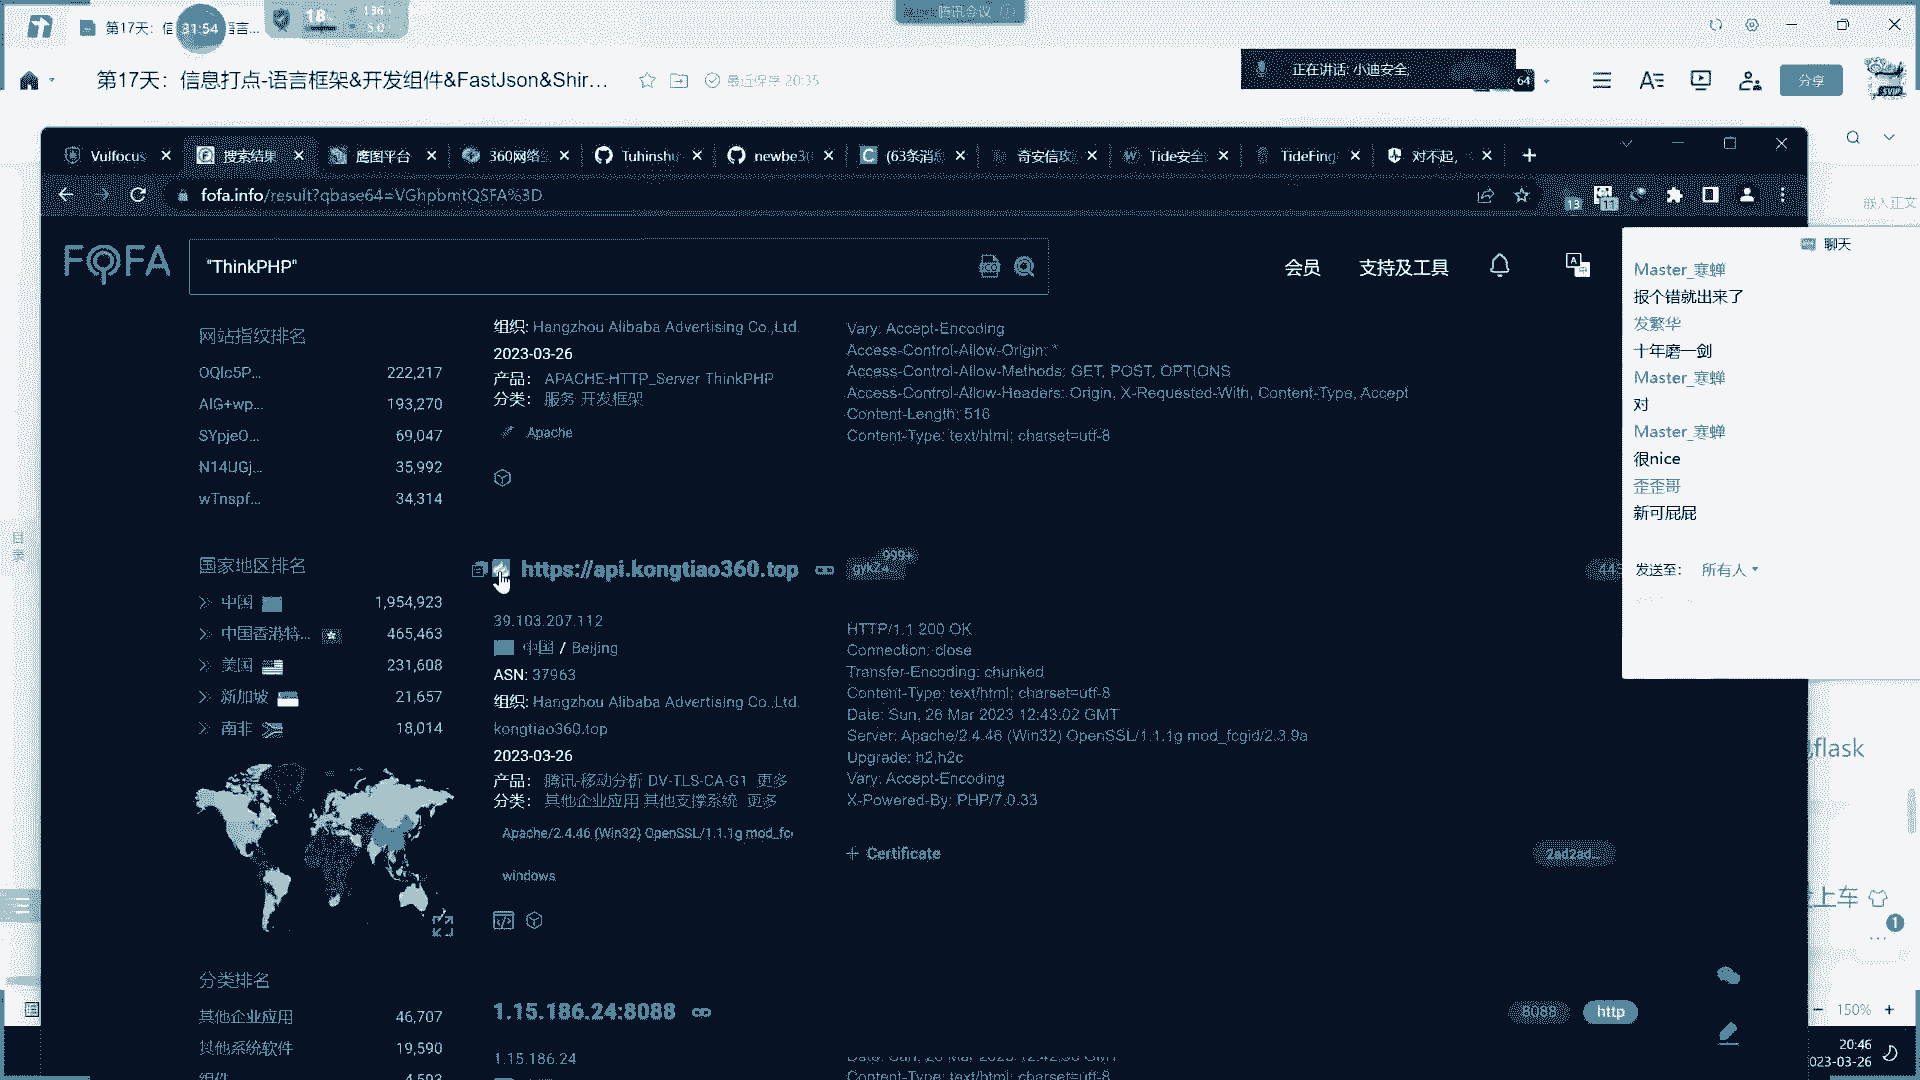 第17天：信
31:54
言...
18
腾讯会议
第17天：信息打点-语言框架&开发组件&FastJson&Shir...
最近保存 20:35
正在讲话: 小迪安全;
64
分享
Vulfocus
搜索结果
鹰图平台
360网络
Tuhinshu
newbe3
(63条消
奇安信攻
Tide安全
TideFing
对不起,
fofa.info/result?qbase64=VGhpbmtQSFA%3D
13
11
嵌入正文
FOFA
"ThinkPHP"
会员
支持及工具
聊天
Master_寒蝉
报个错就出来了
发繁华
十年磨一剑
Master_寒蝉
对
Master_寒蝉
很nice
歪歪哥
新可屁屁
发送至:
所有人
网站指纹排名
OQlc5P...
222,217
AlG+wp...
193,270
SYpjeO...
69,047
N14UGj...
35,992
wTnspf...
34,314
组织: Hangzhou Alibaba Advertising Co.,Ltd.
2023-03-26
产品: APACHE-HTTP_Server ThinkPHP
分类: 服务 开发框架
Apache
Vary: Accept-Encoding
Access-Control-Allow-Origin: *
Access-Control-Allow-Methods: GET, POST, OPTIONS
Access-Control-Allow-Headers: Origin, X-Requested-With, Content-Type, Accept
Content-Length: 516
Content-Type: text/html; charset=utf-8
目录
国家地区排名
中国
1,954,923
中国香港特...
465,463
美国
231,608
新加坡
21,657
南非
18,014
https://api.kongtiao360.top
999+
443
39.103.207.112
中国 / Beijing
ASN: 37963
组织: Hangzhou Alibaba Advertising Co.,Ltd.
kongtiao360.top
2023-03-26
产品: 腾讯-移动分析 DV-TLS-CA-G1 更多
分类: 其他企业应用 其他支撑系统 更多
Apache/2.4.46 (Win32) OpenSSL/1.1.1g mod_fc
windows
HTTP/1.1 200 OK
Connection: close
Transfer-Encoding: chunked
Content-Type: text/html; charset=utf-8
Date: Sun, 26 Mar 2023 12:43:02 GMT
Server: Apache/2.4.46 (Win32) OpenSSL/1.1.1g mod_fcgid/2.3.9a
Upgrade: h2,h2c
Vary: Accept-Encoding
X-Powered-By: PHP/7.0.33
+ Certificate
2ad2ad...
flask
上车
1
分类排名
其他企业应用
46,707
其他系统软件
19,590
组件
4,593
1.15.186.24:8088
8088
http
1.15.186.24
Content-Type: text/html; charset=utf-8
150%
20:46
023-03-26